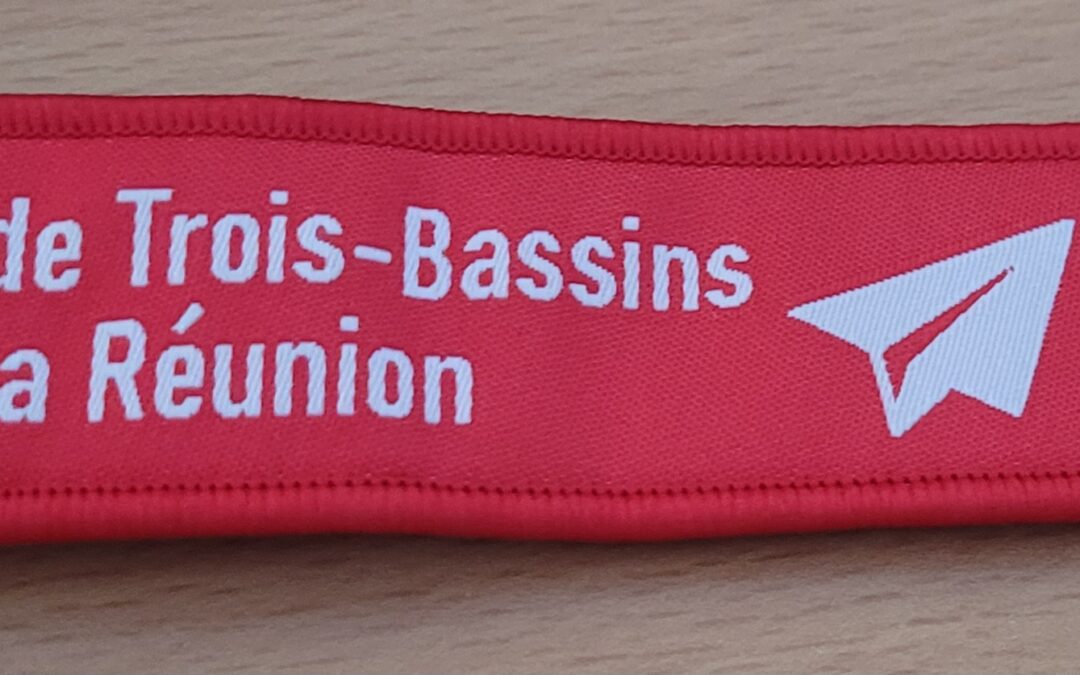 de Trois-Bassins
a Réunion